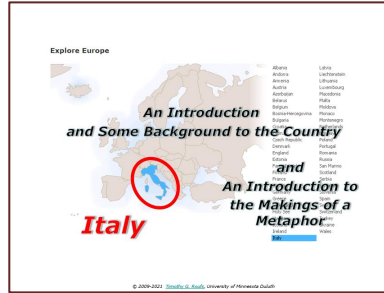 Explore Europe
Albania Latvia
Andorra Liechtenstein
Armenia Lithuania
Austria Luxembourg
Azerbaijan Macedonia
Belarus Malta
Belgium Moldova
Bosnia-Herzegovina Monaco
Bulgaria Montenegro
An Introduction
and Some Background to the Country
Czech Republic Poland
Denmark Portugal
England Romania
Estonia Russia
San Marino
Scotland
France Serbia
and
An Introduction to
the Makings of a
Metaphor
Spain
Switzerland
Ireland Wales
Italy
Italy
© 2009-2021 Timothy G. Roufs, University of Minnesota Duluth